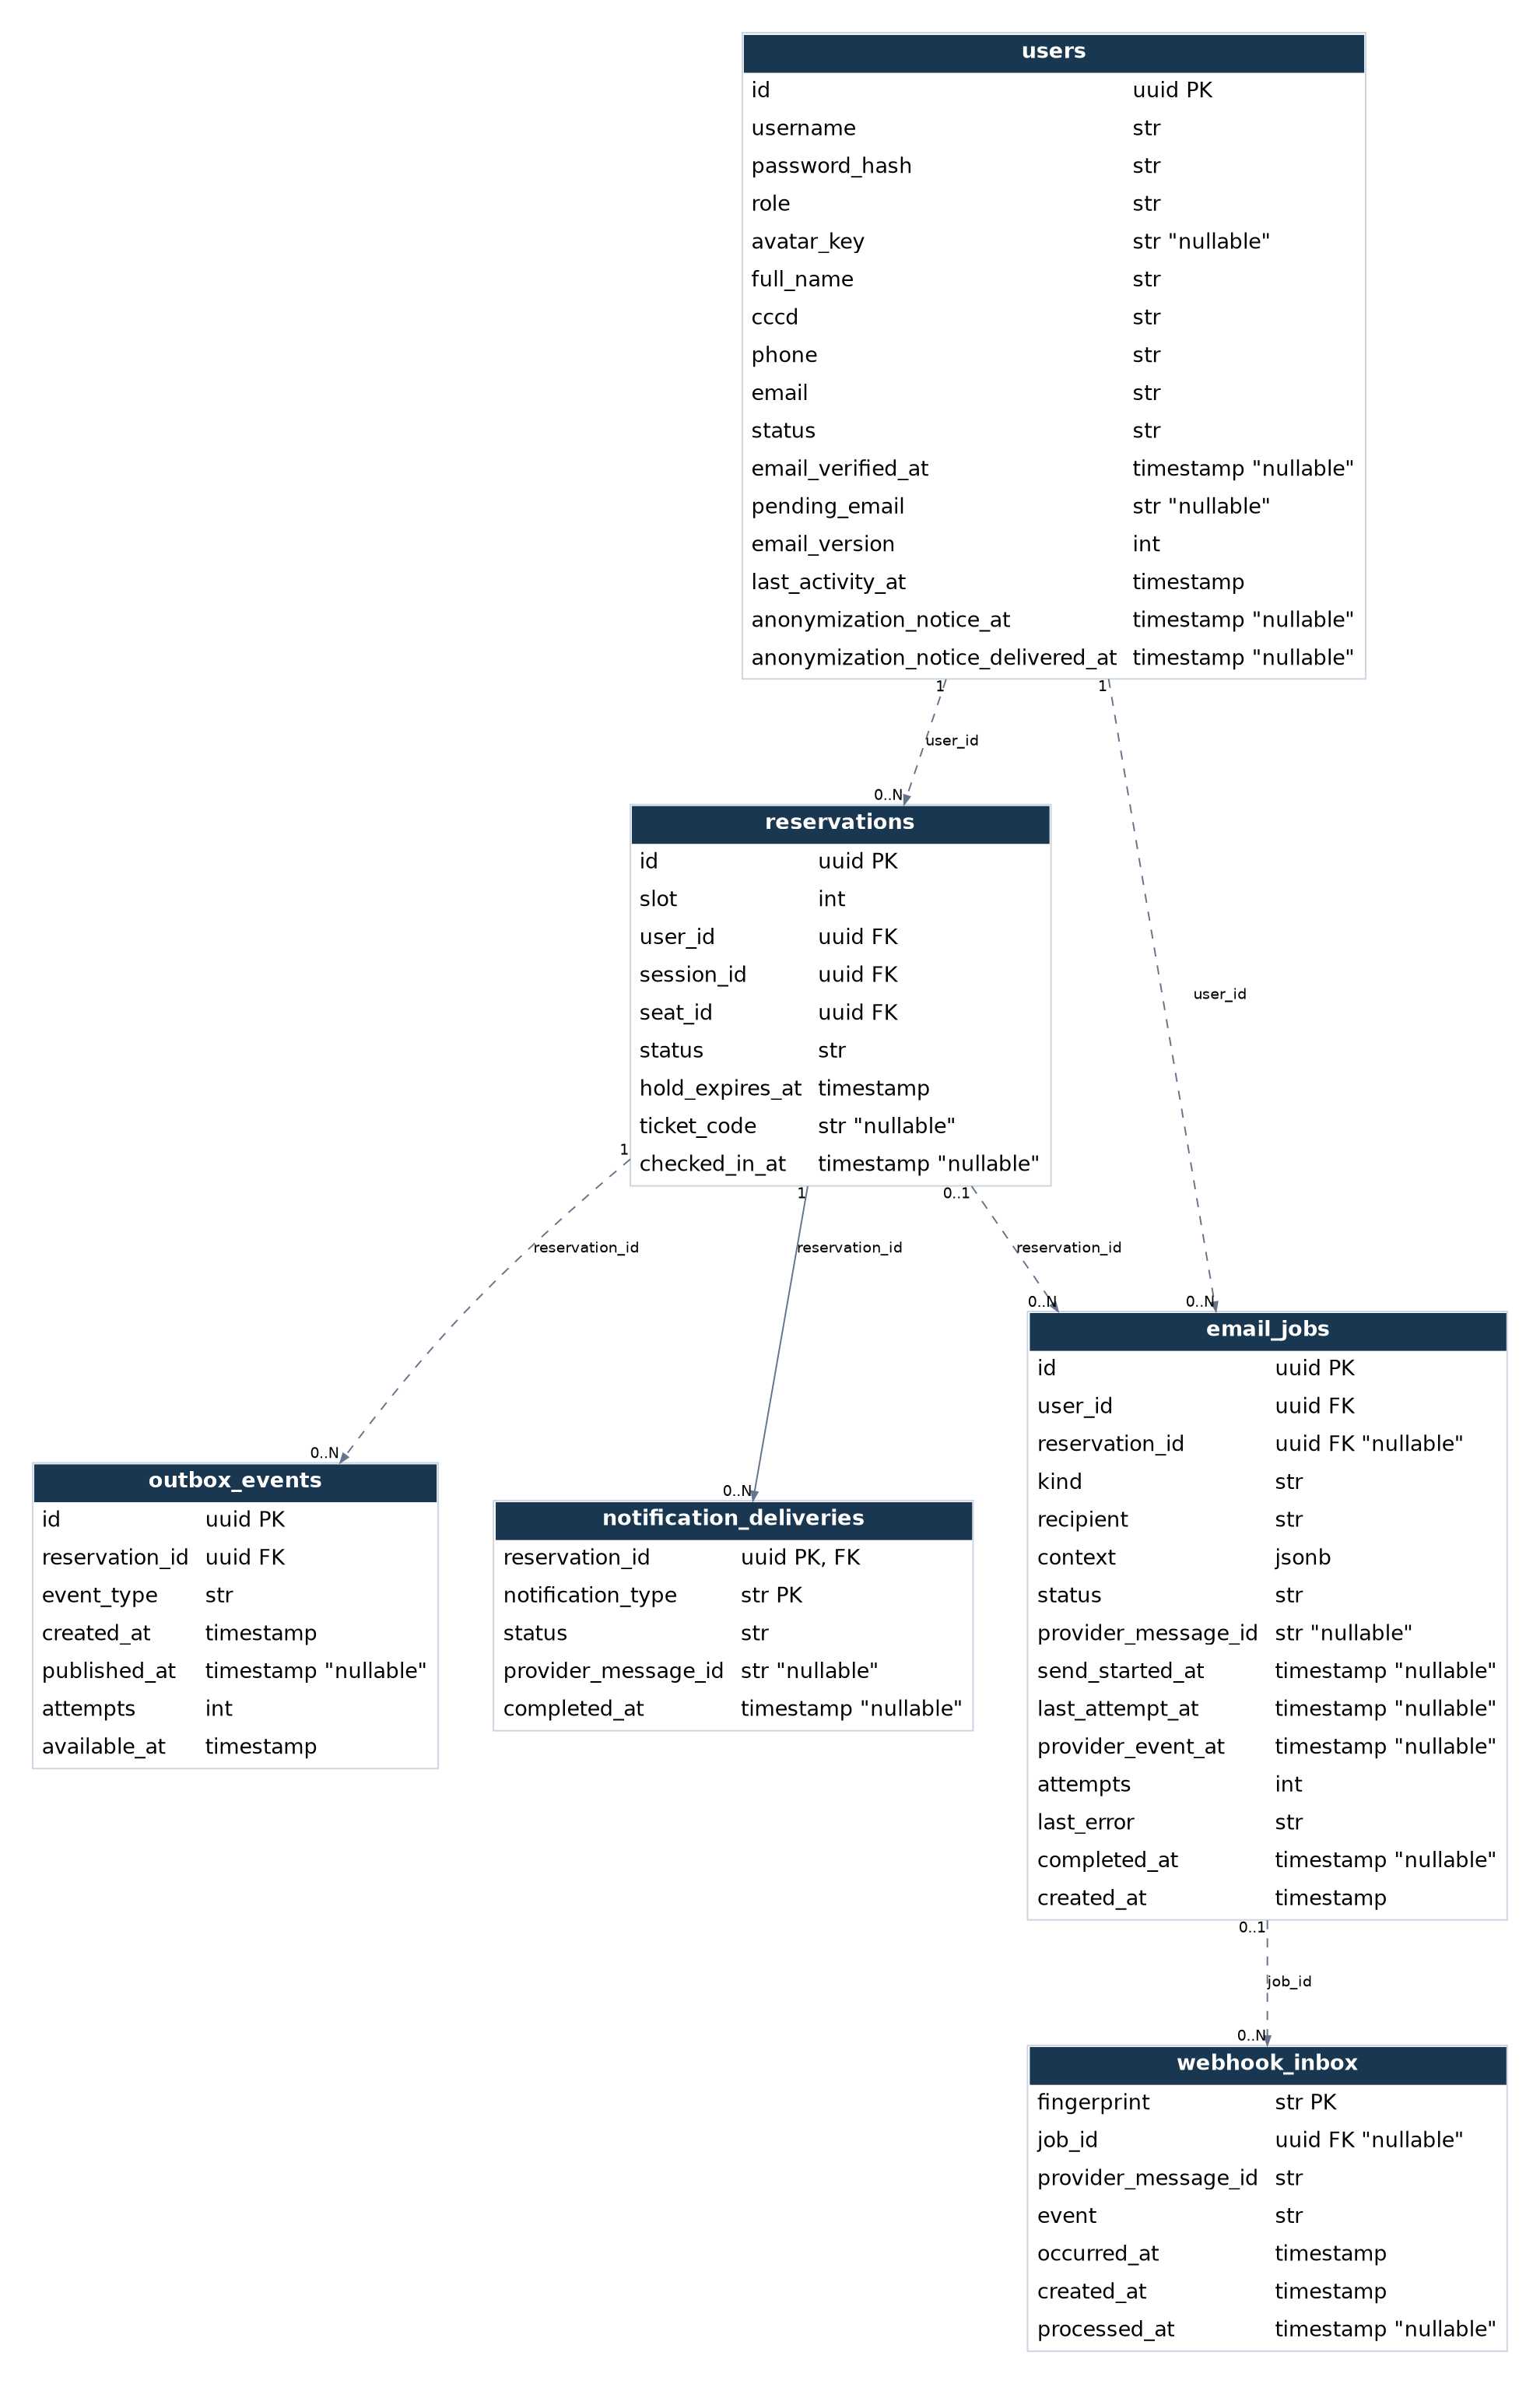 users
id uuid PK
username str
password_hash str
role str
avatar_key str "nullable"
full_name str
cccd str
phone str
email str
status str
email_verified_at timestamp "nullable"
pending_email str "nullable"
email_version int
last_activity_at timestamp
anonymization_notice_at timestamp "nullable"
anonymization_notice_delivered_at timestamp "nullable"
1 1
user_id
0..N
reservations
id uuid PK
slot int
user_id uuid FK
session_id uuid FK
seat_id uuid FK
status str
hold_expires_at timestamp
ticket_code str "nullable"
checked_in_at timestamp "nullable"
user_id
1
1 0..1
reservation_id reservation_id reservation_id
0..N 0..N
email_jobs
id uuid PK
user_id uuid FK
reservation_id uuid FK "nullable"
kind str
recipient str
context jsonb
status str
provider_message_id str "nullable"
send_started_at timestamp "nullable"
last_attempt_at timestamp "nullable"
provider_event_at timestamp "nullable"
attempts int
last_error str
completed_at timestamp "nullable"
created_at timestamp
0..N
outbox_events
id uuid PK
reservation_id uuid FK
event_type str
created_at timestamp
published_at timestamp "nullable"
attempts int
available_at timestamp
0..N
notification_deliveries
reservation_id uuid PK, FK
notification_type str PK
status str
provider_message_id str "nullable"
completed_at timestamp "nullable"
0..1
job_id
0..N
webhook_inbox
fingerprint str PK
job_id uuid FK "nullable"
provider_message_id str
event str
occurred_at timestamp
created_at timestamp
processed_at timestamp "nullable"